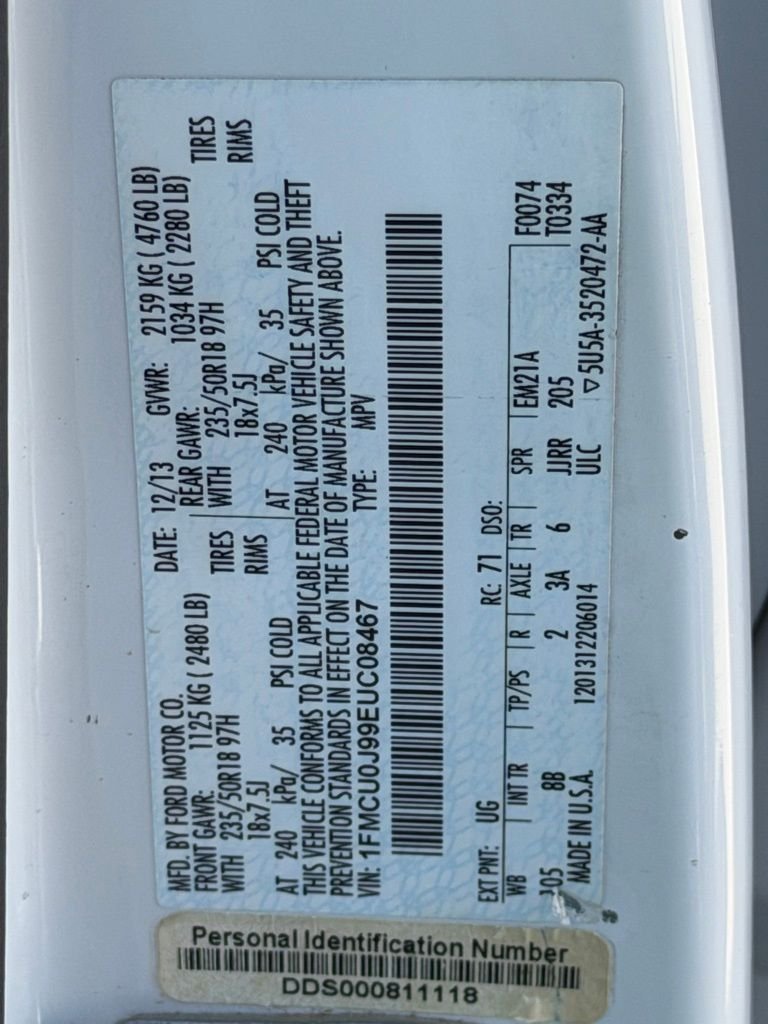 MFD. BY FORD MOTOR CO.
DATE: 12/13 GVWR: 2159 KG ( 4760 LB)
FRONT GAWR: 1125 KG ( 2480 LB)
REAR GAWR: 1034 KG ( 2280 LB)
WITH 235/50R18 97H TIRES
WITH 235/50R18 97H TIRES
18x7.5J RIMS
18x7.5J RIMS
AT 240 kPa/ 35 PSI COLD
AT 240 kPa/ 35 PSI COLD
THIS VEHICLE CONFORMS TO ALL APPLICABLE FEDERAL MOTOR VEHICLE SAFETY AND THEFT
PREVENTION STANDARDS IN EFFECT ON THE DATE OF MANUFACTURE SHOWN ABOVE.
VIN: 1FMCU0J99EUC08467 TYPE: MPV
EXT PNT: UG RC: 71 DSO:
WB | INT TR | TP/PS | R | AXLE | TR | SPR EM21A F0074
105 8B 2 3A 6 JJRR 205 T0334
MADE IN U.S.A. 1201312206014 ULC ▽5U5A-3520472-AA
Personal Identification Number
DDS000811118